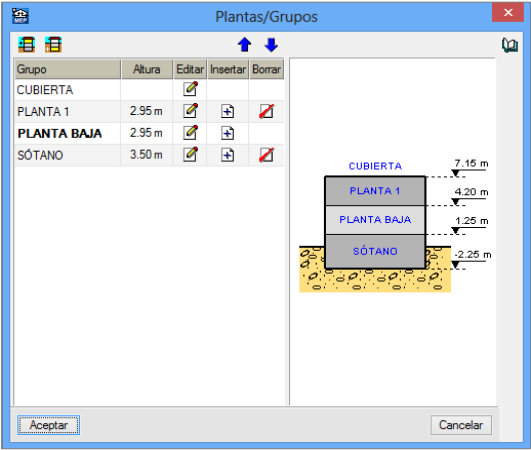 Plantas/Grupos
MEP
Grupo Altura Editar Insertar Borrar
CUBIERTA
PLANTA 1 2.95 m
PLANTA BAJA 2.95 m
SÓTANO 3.50 m
CUBIERTA 7.15 m
PLANTA 1 4.20 m
PLANTA BAJA 1.25 m
SÓTANO -2.25 m
Aceptar Cancelar